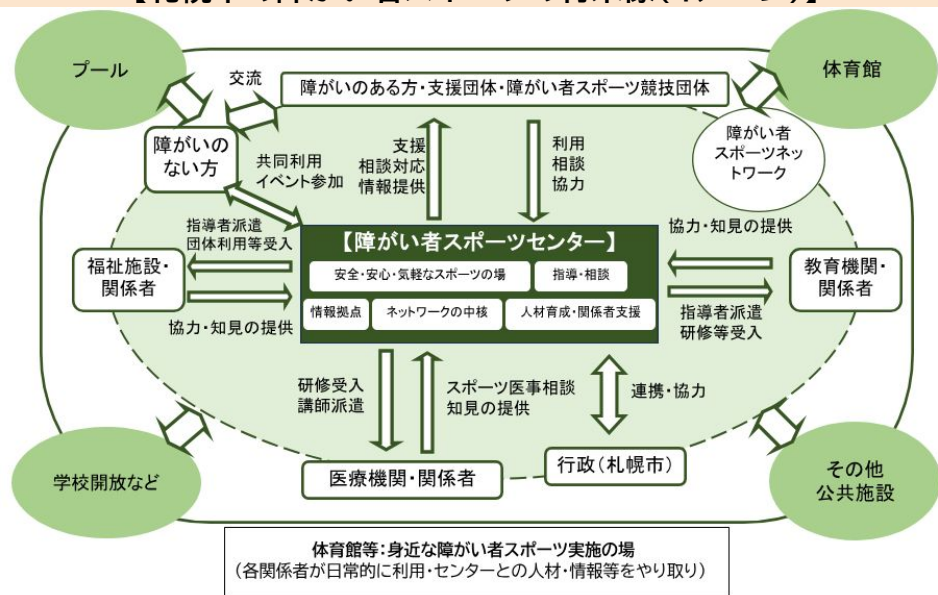 プール
体育館
交流
障がいのある方・支援団体・障がい者スポーツ競技団体
障がいの
ない方
共同利用
イベント参加
支援
相談対応
情報提供
利用
相談
協力
障がい者
スポーツネッ
トワーク
指導者派遣
団体利用等受入
【障がい者スポーツセンター】
協力・知見の提供
福祉施設・
関係者
安全・安心・気軽なスポーツの場
指導・相談
教育機関・
関係者
情報拠点
ネットワークの中核
人材育成・関係者支援
協力・知見の提供
指導者派遣
研修等受入
研修受入
講師派遣
スポーツ医事相談
知見の提供
連携・協力
学校開放など
医療機関・関係者
行政(札幌市)
その他
公共施設
体育館等:身近な障がい者スポーツ実施の場
(各関係者が日常的に利用・センターとの人材・情報等をやり取り)